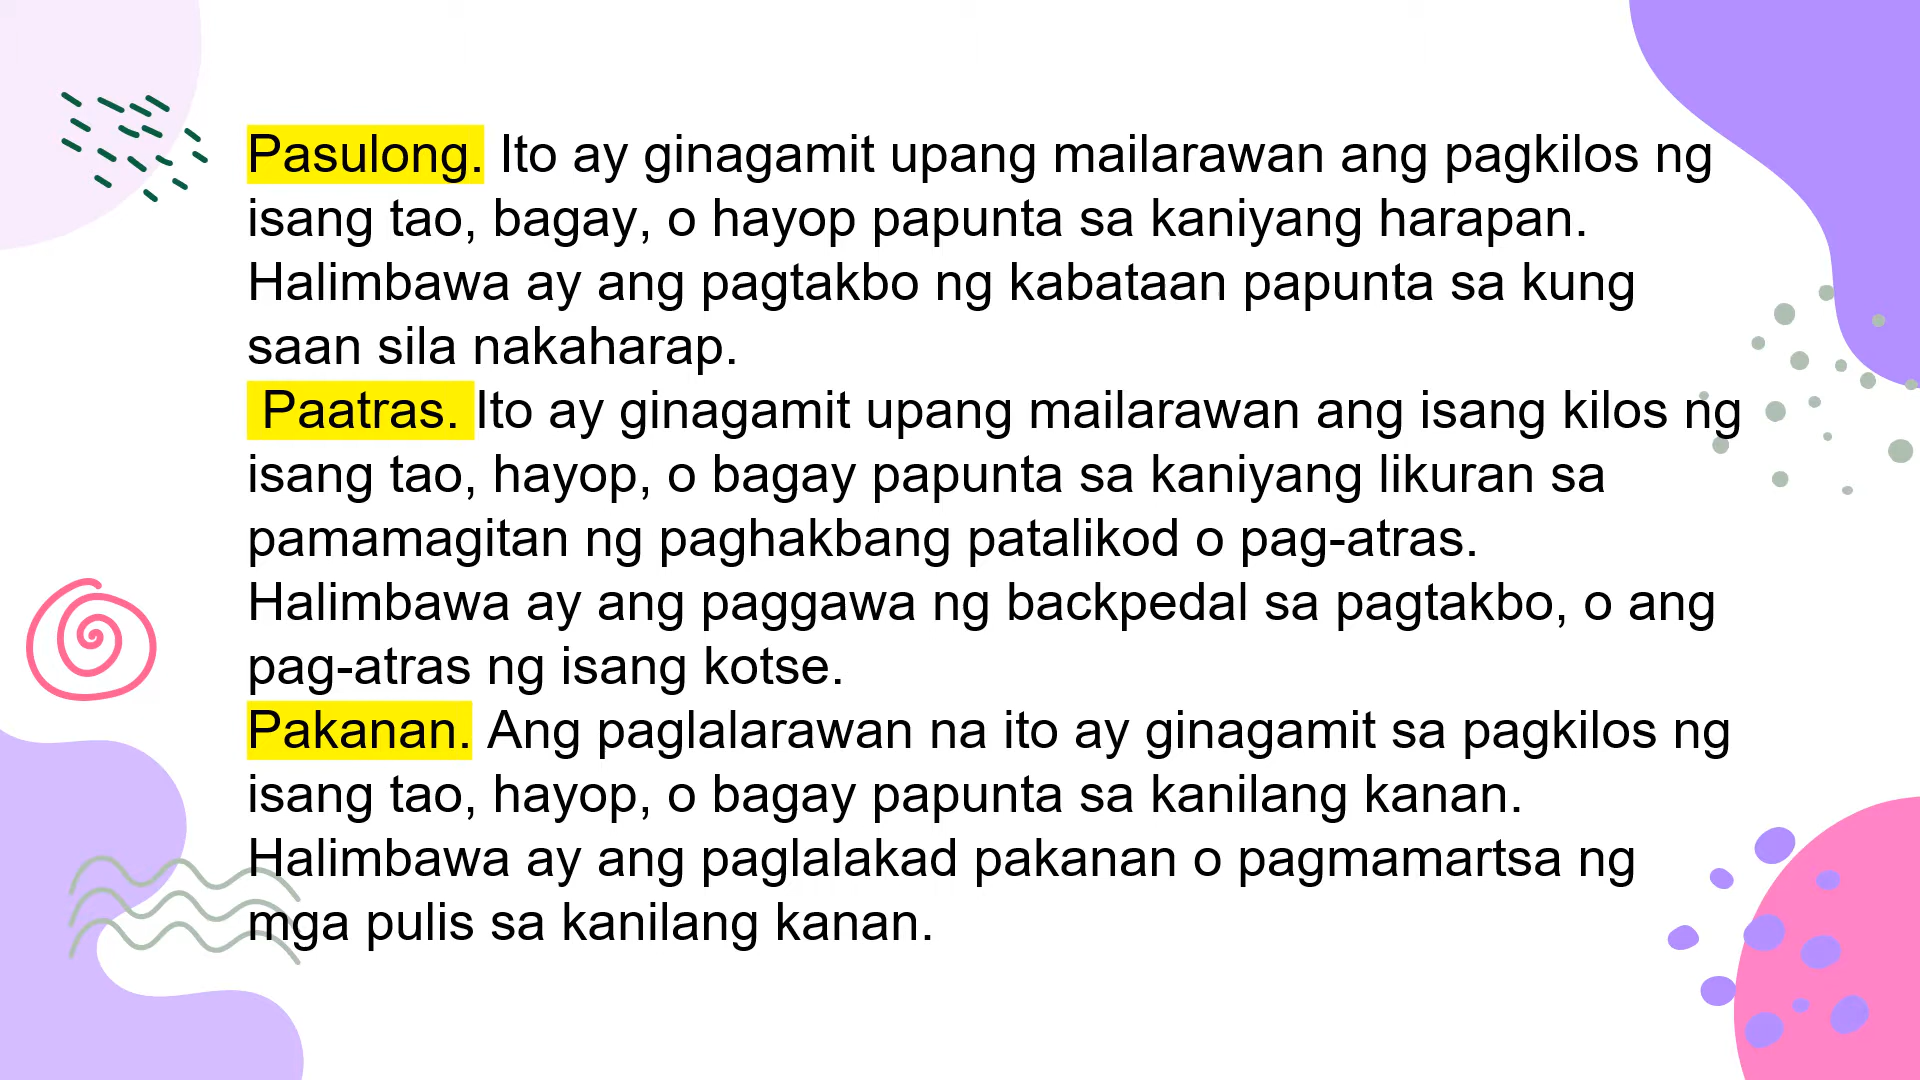 Pasulong. Ito ay ginagamit upang mailarawan ang pagkilos ng
isang tao, bagay, o hayop papunta sa kaniyang harapan.
Halimbawa ay ang pagtakbo ng kabataan papunta sa kung
saan sila nakaharap.
Paatras. Ito ay ginagamit upang mailarawan ang isang kilos ng
isang tao, hayop, o bagay papunta sa kaniyang likuran sa
pamamagitan ng paghakbang patalikod o pag-atras.
Halimbawa ay ang paggawa ng backpedal sa pagtakbo, o ang
pag-atras ng isang kotse.
Pakanan. Ang paglalarawan na ito ay ginagamit sa pagkilos ng
isang tao, hayop, o bagay papunta sa kanilang kanan.
Halimbawa ay ang paglalakad pakanan o pagmamartsa ng
mga pulis sa kanilang kanan.